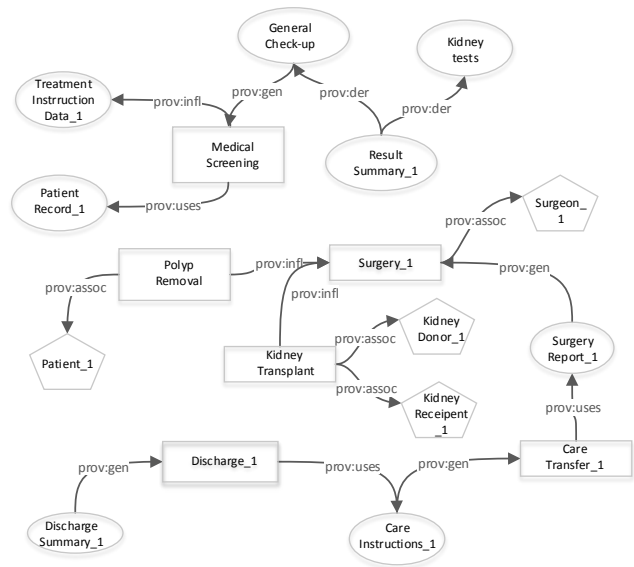 General
Check-up
Kidney
tests
Treatment
Instruction
Data_1
prov:infl
prov:gen
prov:der
prov:der
Medical
Screening
Result
Summary_1
Patient
Record_1
prov:uses
Surgeon_
1
prov:assoc
Polyp
Removal
prov:infl
Surgery_1
prov:gen
prov:assoc
prov:infl
Kidney
Donor_1
prov:assoc
Surgery
Report_1
Patient_1
Kidney
Transplant
prov:assoc
Kidney
Receipent
_1
prov:uses
Discharge_1
Care
Transfer_1
prov:gen
prov:uses
prov:gen
Discharge
Summary_1
Care
Instructions_1